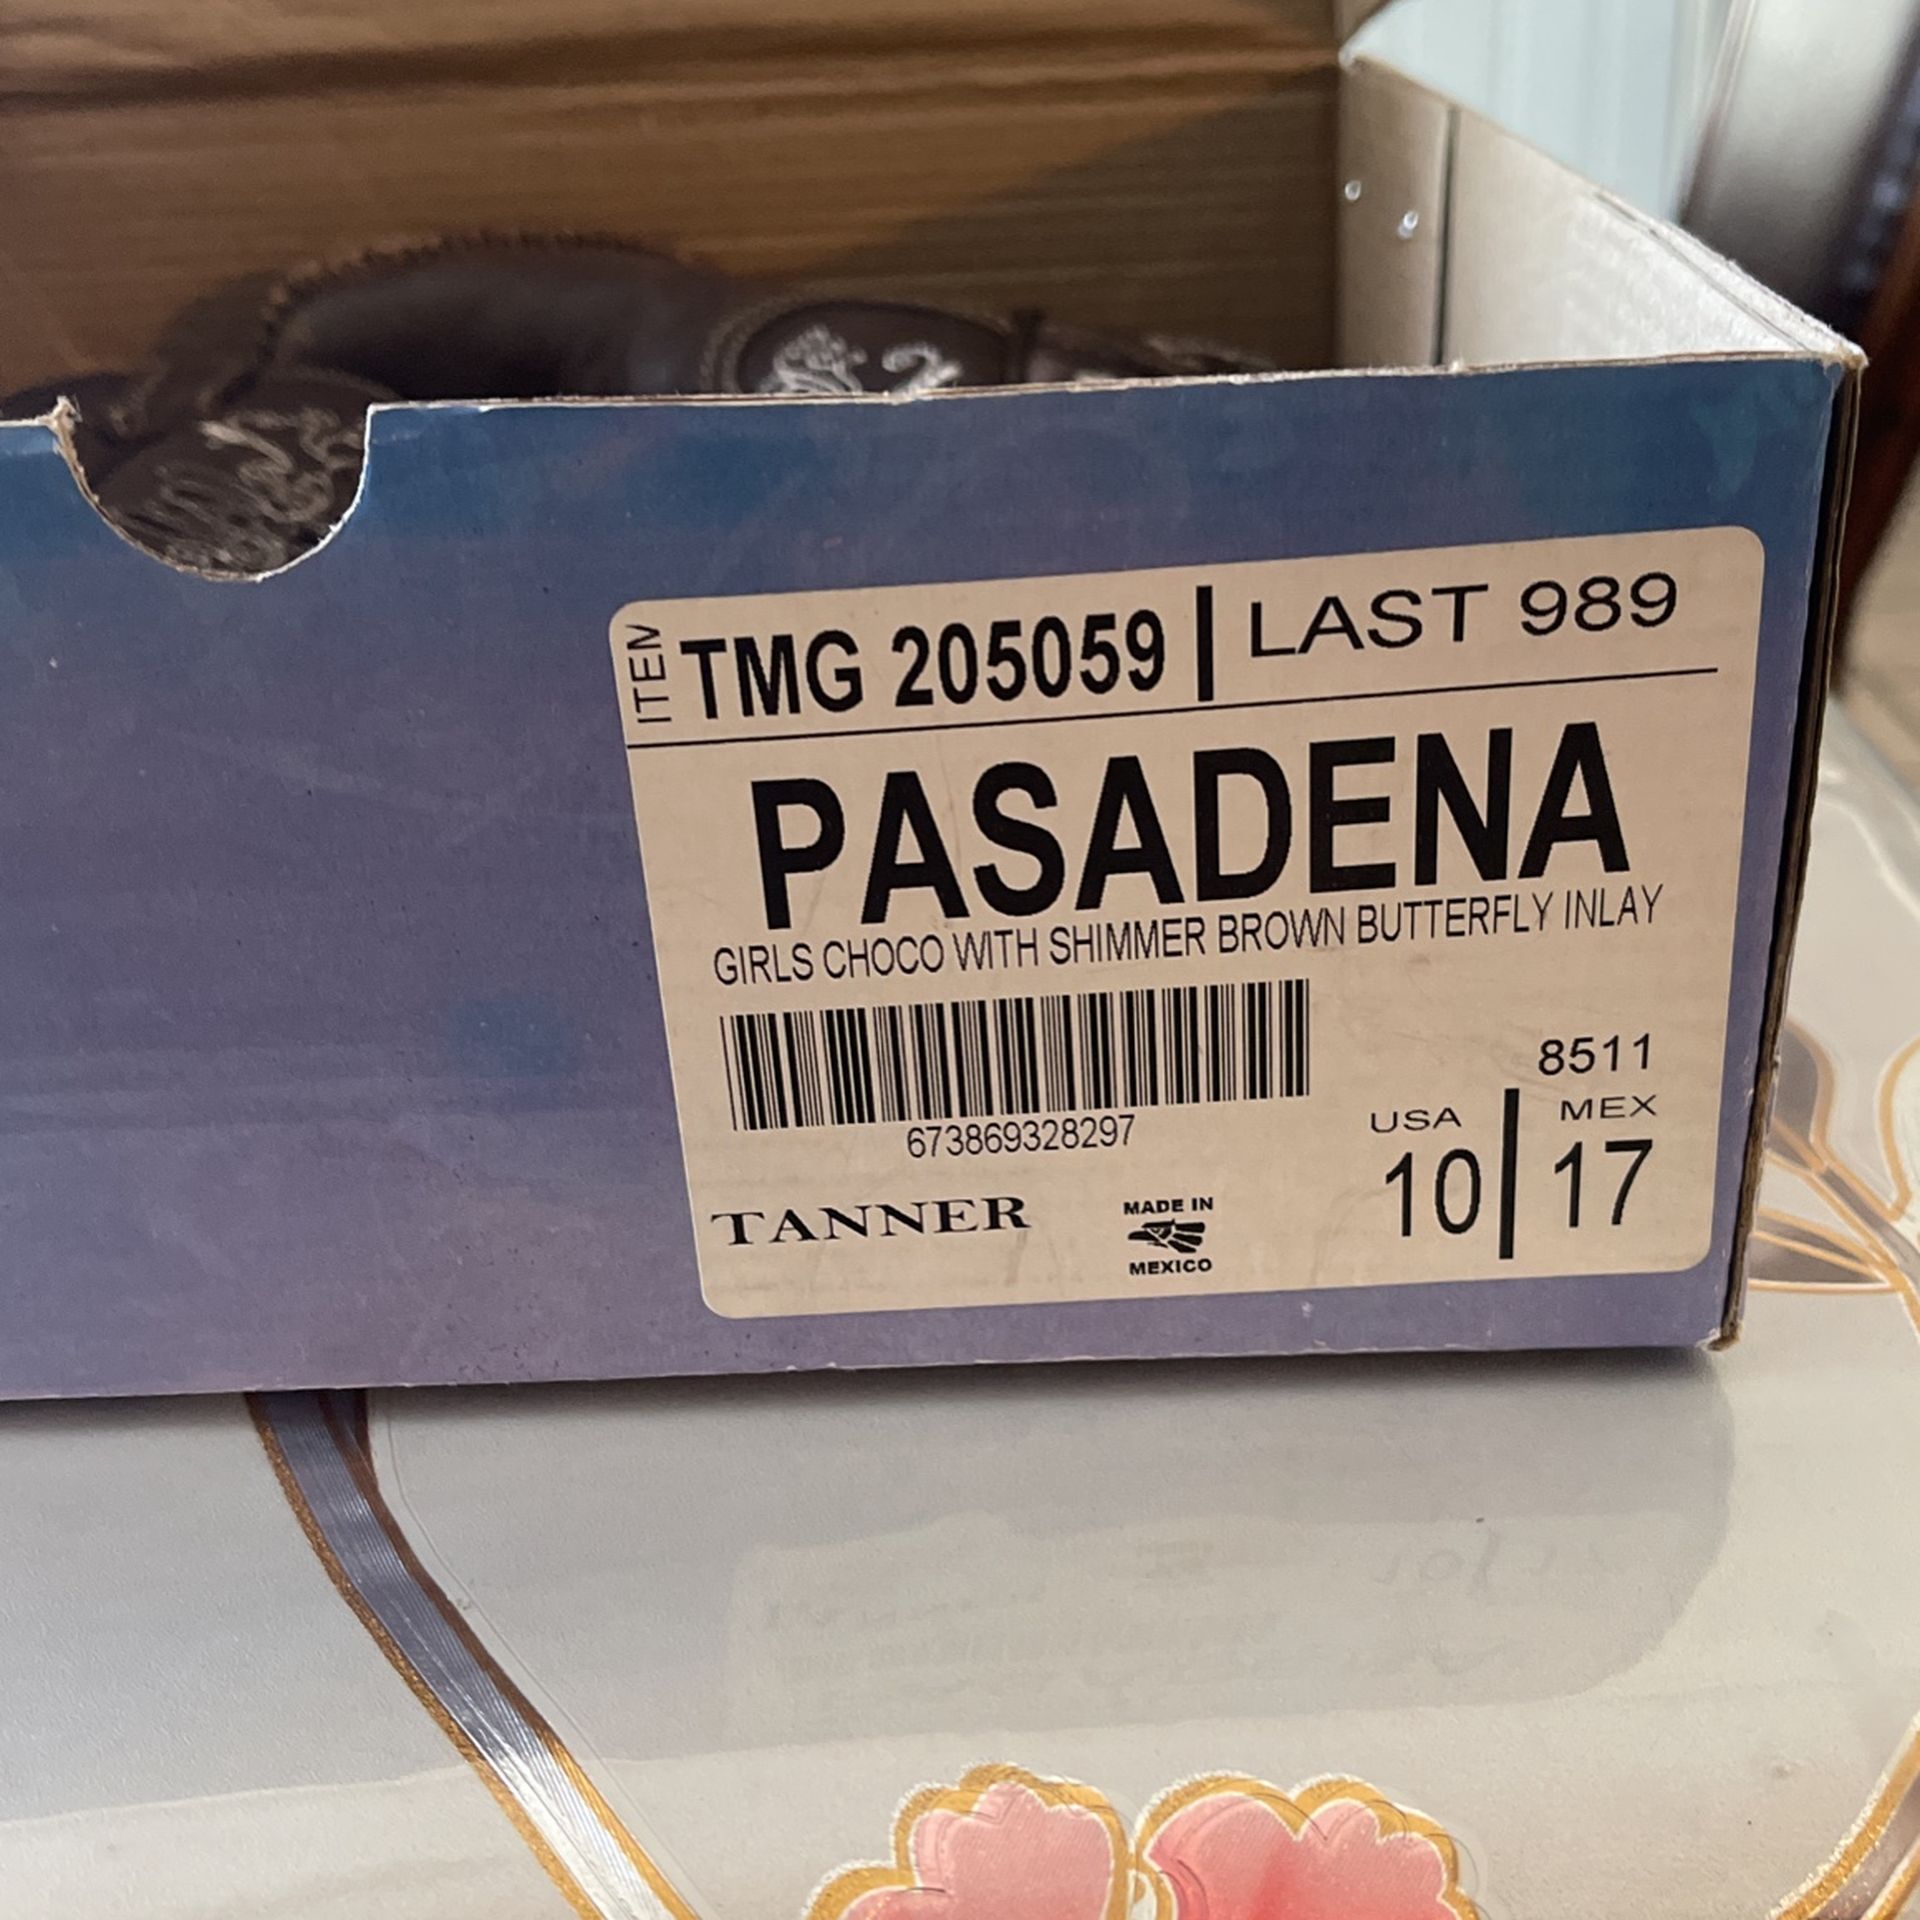 ITEM TMG 205059 | LAST 989
PASADENA
GIRLS CHOCO WITH SHIMMER BROWN BUTTERFLY INLAY
673869328297
8511
USA | MEX
10 | 17
TANNER
MADE IN
MEXICO